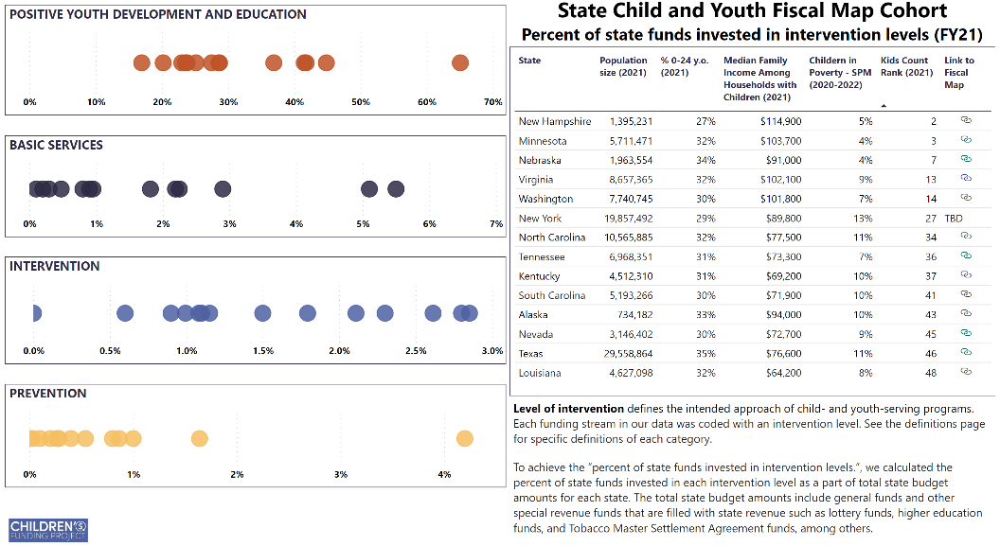 POSITIVE YOUTH DEVELOPMENT AND EDUCATION
0% 10% 20% 30% 40% 50% 60% 70%
BASIC SERVICES
0% 1% 2% 3% 4% 5% 6% 7%
INTERVENTION
0.0% 0.5% 1.0% 1.5% 2.0% 2.5% 3.0%
PREVENTION
0% 1% 2% 3% 4%
CHILDREN'S
FUNDING PROJECT
State Child and Youth Fiscal Map Cohort
Percent of state funds invested in intervention levels (FY21)
State Population size (2021) % 0-24 y.o. (2021) Median Family Income Among Households with Children (2021) Childern in Poverty - SPM (2020-2022) Kids Count Rank (2021) Link to Fiscal Map
New Hampshire 1,395,231 27% $114,900 5% 2
Minnesota 5,711,471 32% $103,700 4% 3
Nebraska 1,963,554 34% $91,000 4% 7
Virginia 8,657,365 32% $102,100 9% 13
Washington 7,740,745 30% $101,800 7% 14
New York 19,857,492 29% $89,800 13% 27 TBD
North Carolina 10,565,885 32% $77,500 11% 34
Tennessee 6,968,351 31% $73,300 7% 36
Kentucky 4,512,310 31% $69,200 10% 37
South Carolina 5,193,266 30% $71,900 10% 41
Alaska 734,182 33% $94,000 10% 43
Nevada 3,146,402 30% $72,700 9% 45
Texas 29,558,864 35% $76,600 11% 46
Louisiana 4,627,098 32% $64,200 8% 48
Level of intervention defines the intended approach of child- and youth-serving programs.
Each funding stream in our data was coded with an intervention level. See the definitions page
for specific definitions of each category.
To achieve the "percent of state funds invested in intervention levels.", we calculated the
percent of state funds invested in each intervention level as a part of total state budget
amounts for each state. The total state budget amounts include general funds and other
special revenue funds that are filled with state revenue such as lottery funds, higher education
funds, and Tobacco Master Settlement Agreement funds, among others.